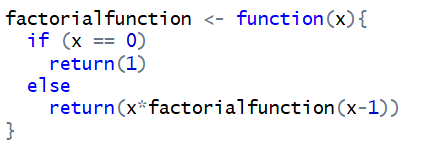 factorialfunction <- function(x){
  if (x == 0)
    return(1)
  else
    return(x*factorialfunction(x-1))
}